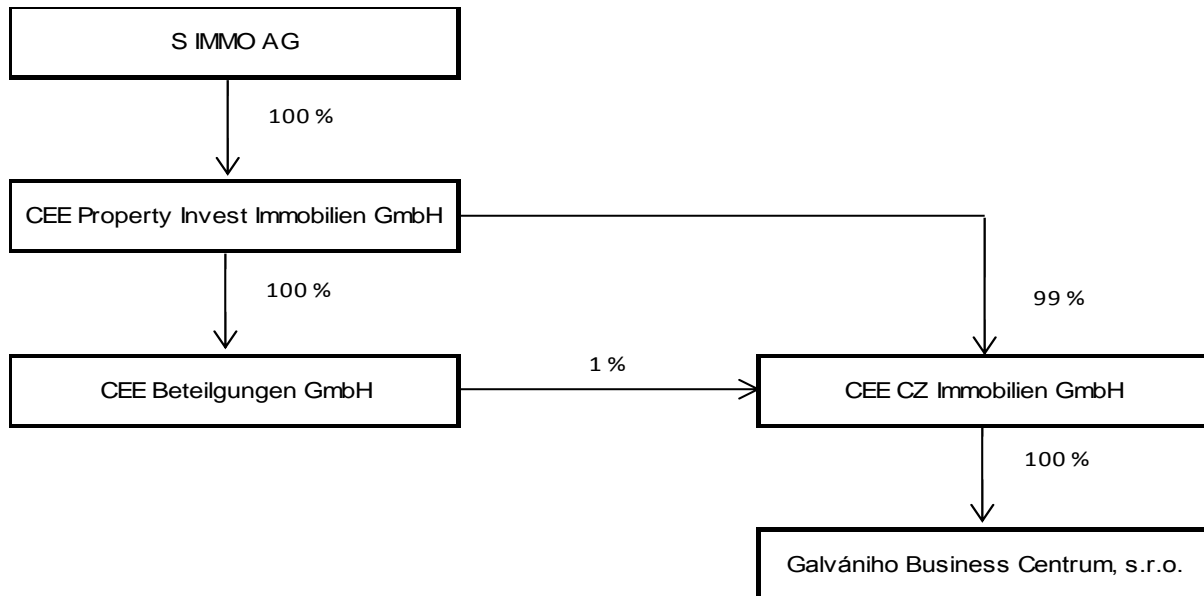 S IMMO AG
100 %
CEE Property Invest Immobilien GmbH
100 %
99 %
CEE Beteilgungen GmbH
1 %
CEE CZ Immobilien GmbH
100 %
Galvániho Business Centrum, s.r.o.